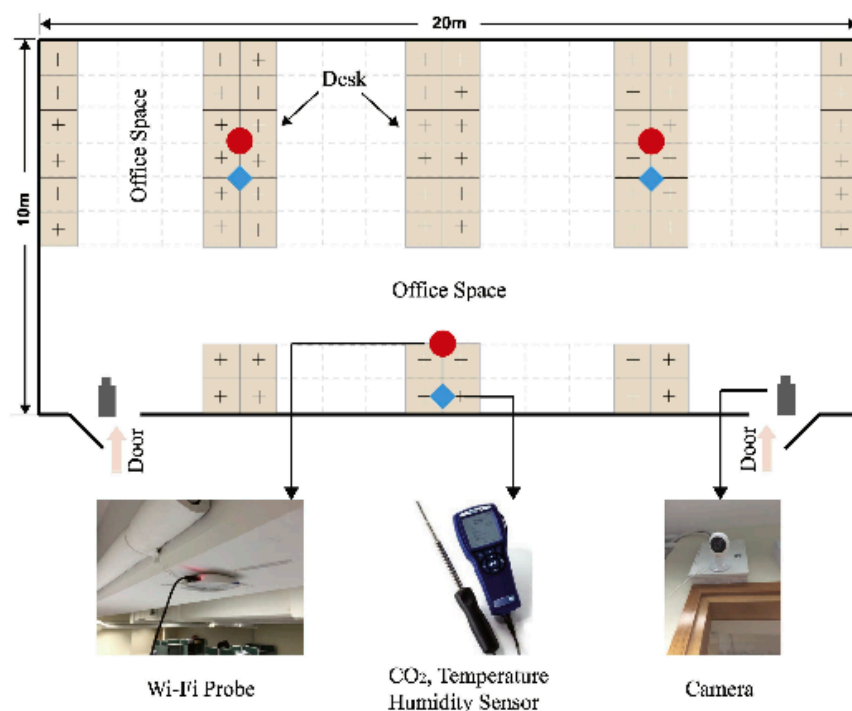 20m
10m
Office Space
Desk
Office Space
Door
Door
Wi-Fi Probe
CO₂, Temperature
Humidity Sensor
Camera